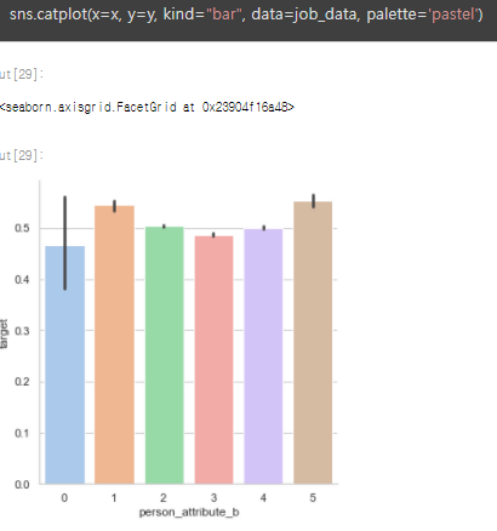 sns.catplot(x=x, y=y, kind="bar", data=job_data, palette='pastel')
ut[29]:
<seaborn.axisgrid.FacetGrid at 0x23904f16a48>
ut[29]:
0.5
0.4
0.3
0.2
0.1
0.0
target
0 1 2 3 4 5
person_attribute_b